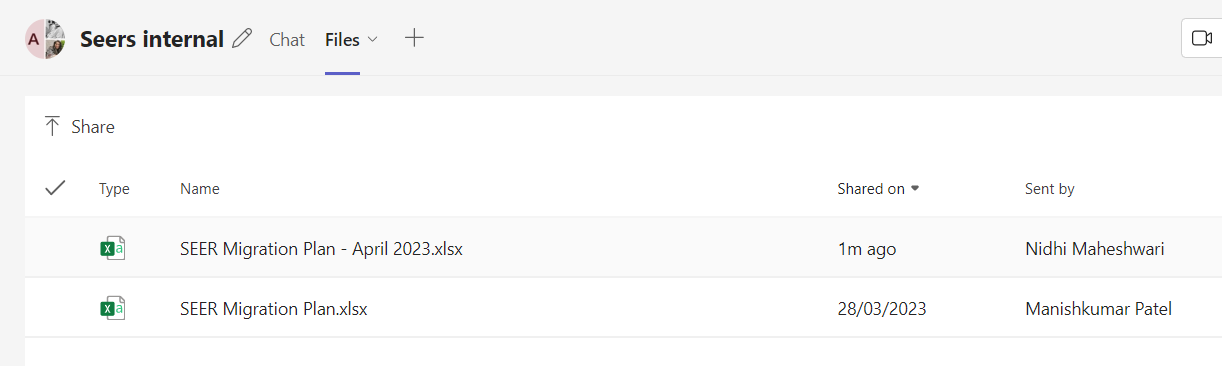 A Seers internal Chat Files
Share
Type Name Shared on Sent by
SEER Migration Plan - April 2023.xlsx 1m ago Nidhi Maheshwari
SEER Migration Plan.xlsx 28/03/2023 Manishkumar Patel